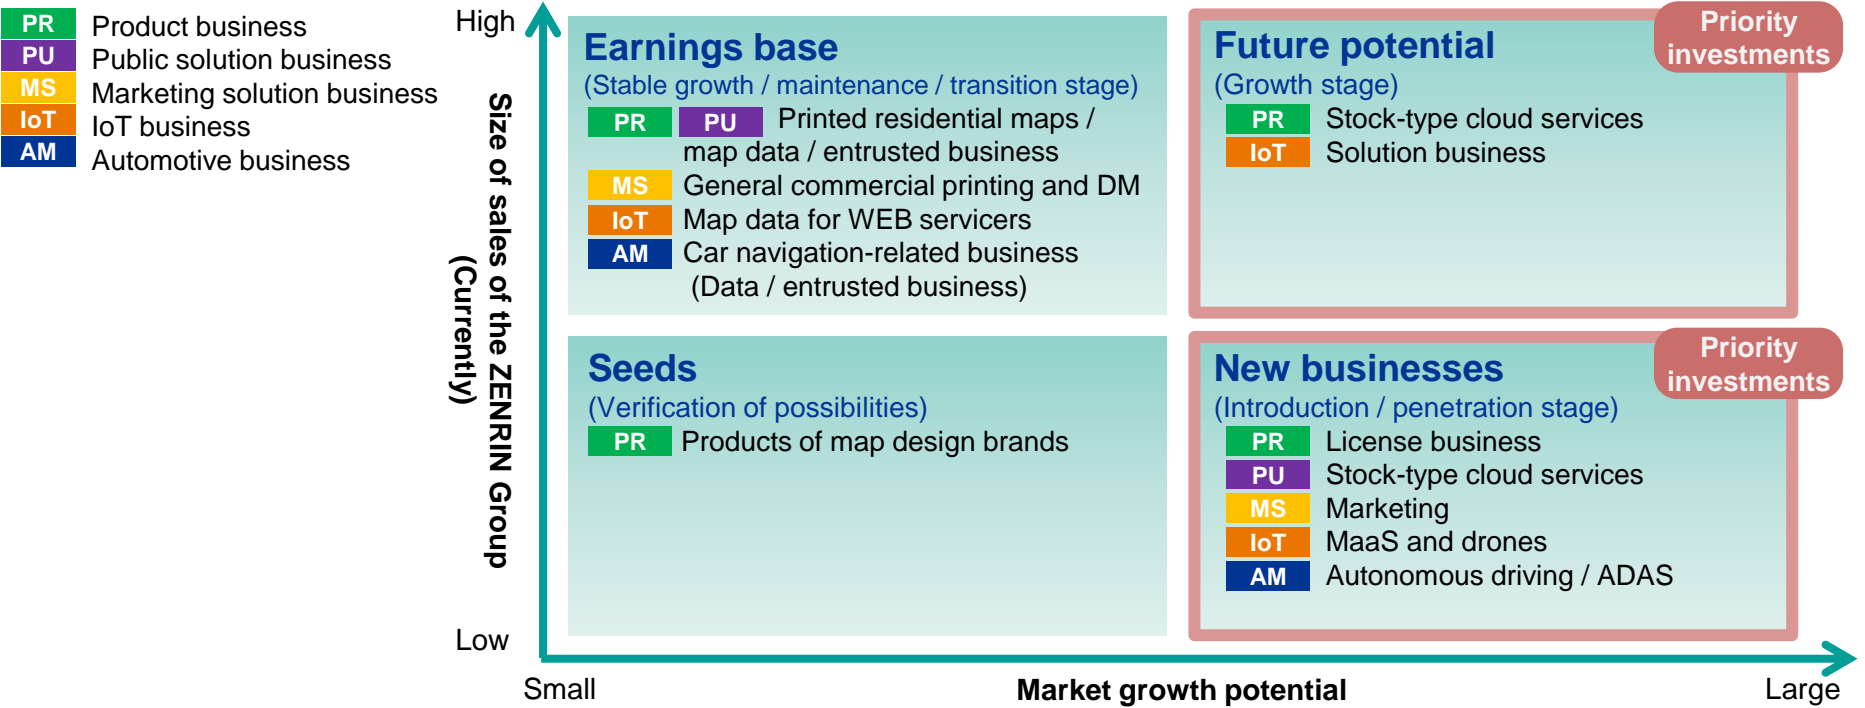 PR Product business
PU Public solution business
MS Marketing solution business
IoT IoT business
AM Automotive business
High
Size of sales of the ZENRIN Group
(Currently)
Low
Earnings base
(Stable growth / maintenance / transition stage)
PR PU Printed residential maps /
map data / entrusted business
MS General commercial printing and DM
IoT Map data for WEB servicers
AM Car navigation-related business
(Data / entrusted business)
Priority
investments
Future potential
(Growth stage)
PR Stock-type cloud services
IoT Solution business
Seeds
(Verification of possibilities)
PR Products of map design brands
Priority
investments
New businesses
(Introduction / penetration stage)
PR License business
PU Stock-type cloud services
MS Marketing
IoT MaaS and drones
AM Autonomous driving / ADAS
Small
Market growth potential
Large